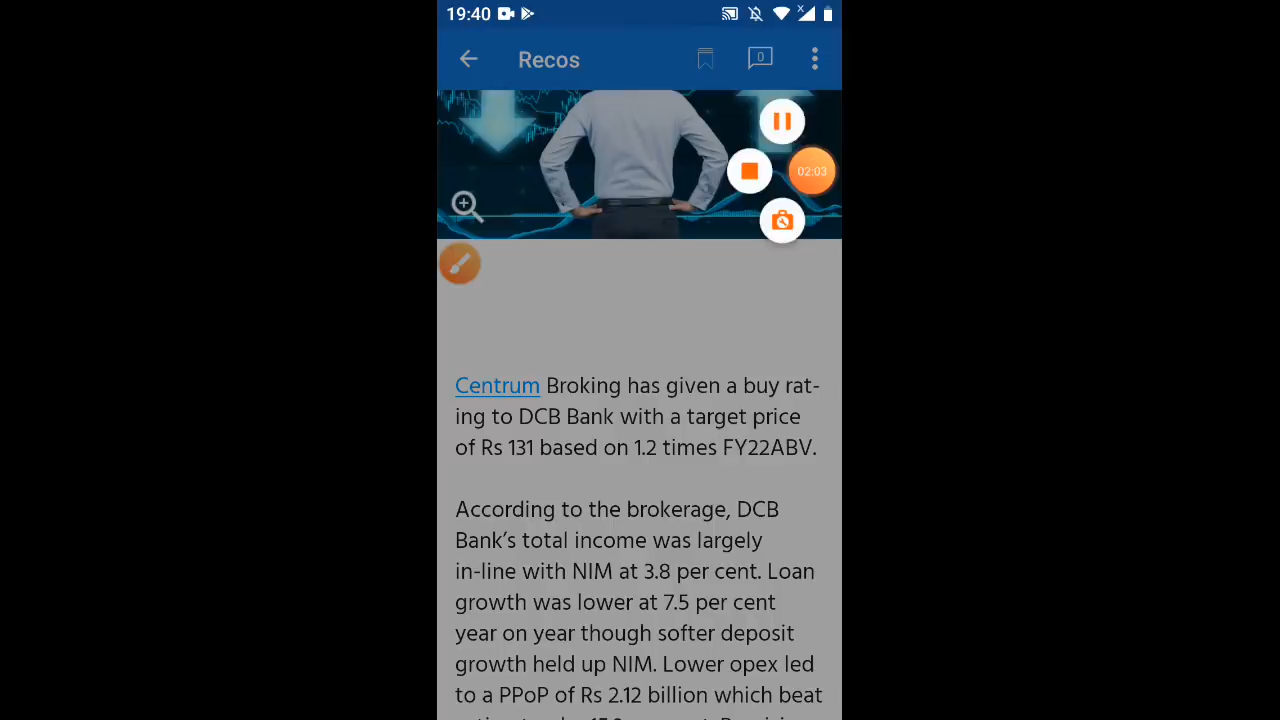 19:40
Recos
0
02:03
Centrum Broking has given a buy rat-
ing to DCB Bank with a target price
of Rs 131 based on 1.2 times FY22ABV.
According to the brokerage, DCB
Bank's total income was largely
in-line with NIM at 3.8 per cent. Loan
growth was lower at 7.5 per cent
year on year though softer deposit
growth held up NIM. Lower opex led
to a PPoP of Rs 2.12 billion which beat